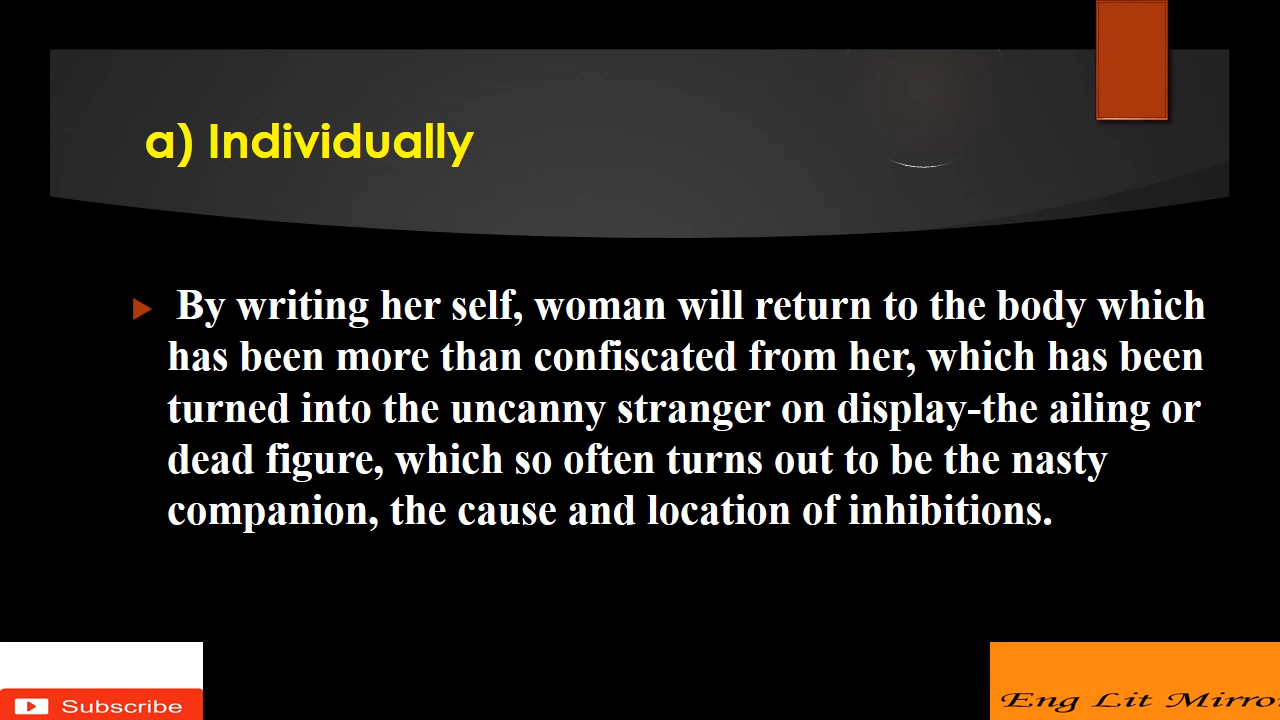 a) Individually
By writing her self, woman will return to the body which
has been more than confiscated from her, which has been
turned into the uncanny stranger on display-the ailing or
dead figure, which so often turns out to be the nasty
companion, the cause and location of inhibitions.
Subscribe
Eng Lit Mirro